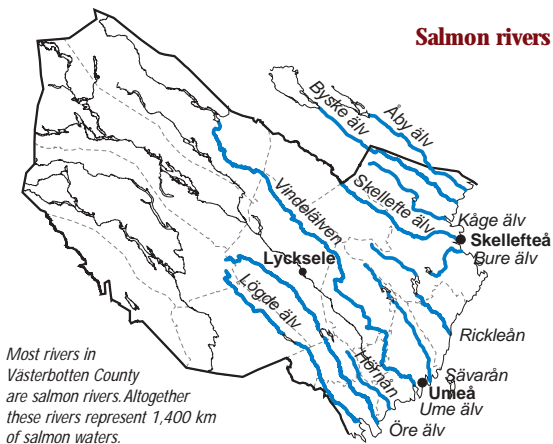 Salmon rivers
Byske älv
Åby älv
Vindelälven
Skellefte älv
Kåge älv
Skellefteå
Bure älv
Lycksele
Lögde älv
Rickleån
Hörnån
Sävarån
Umeå
Ume älv
Öre älv
Most rivers in
Västerbotten County
are salmon rivers. Altogether
these rivers represent 1,400 km
of salmon waters.